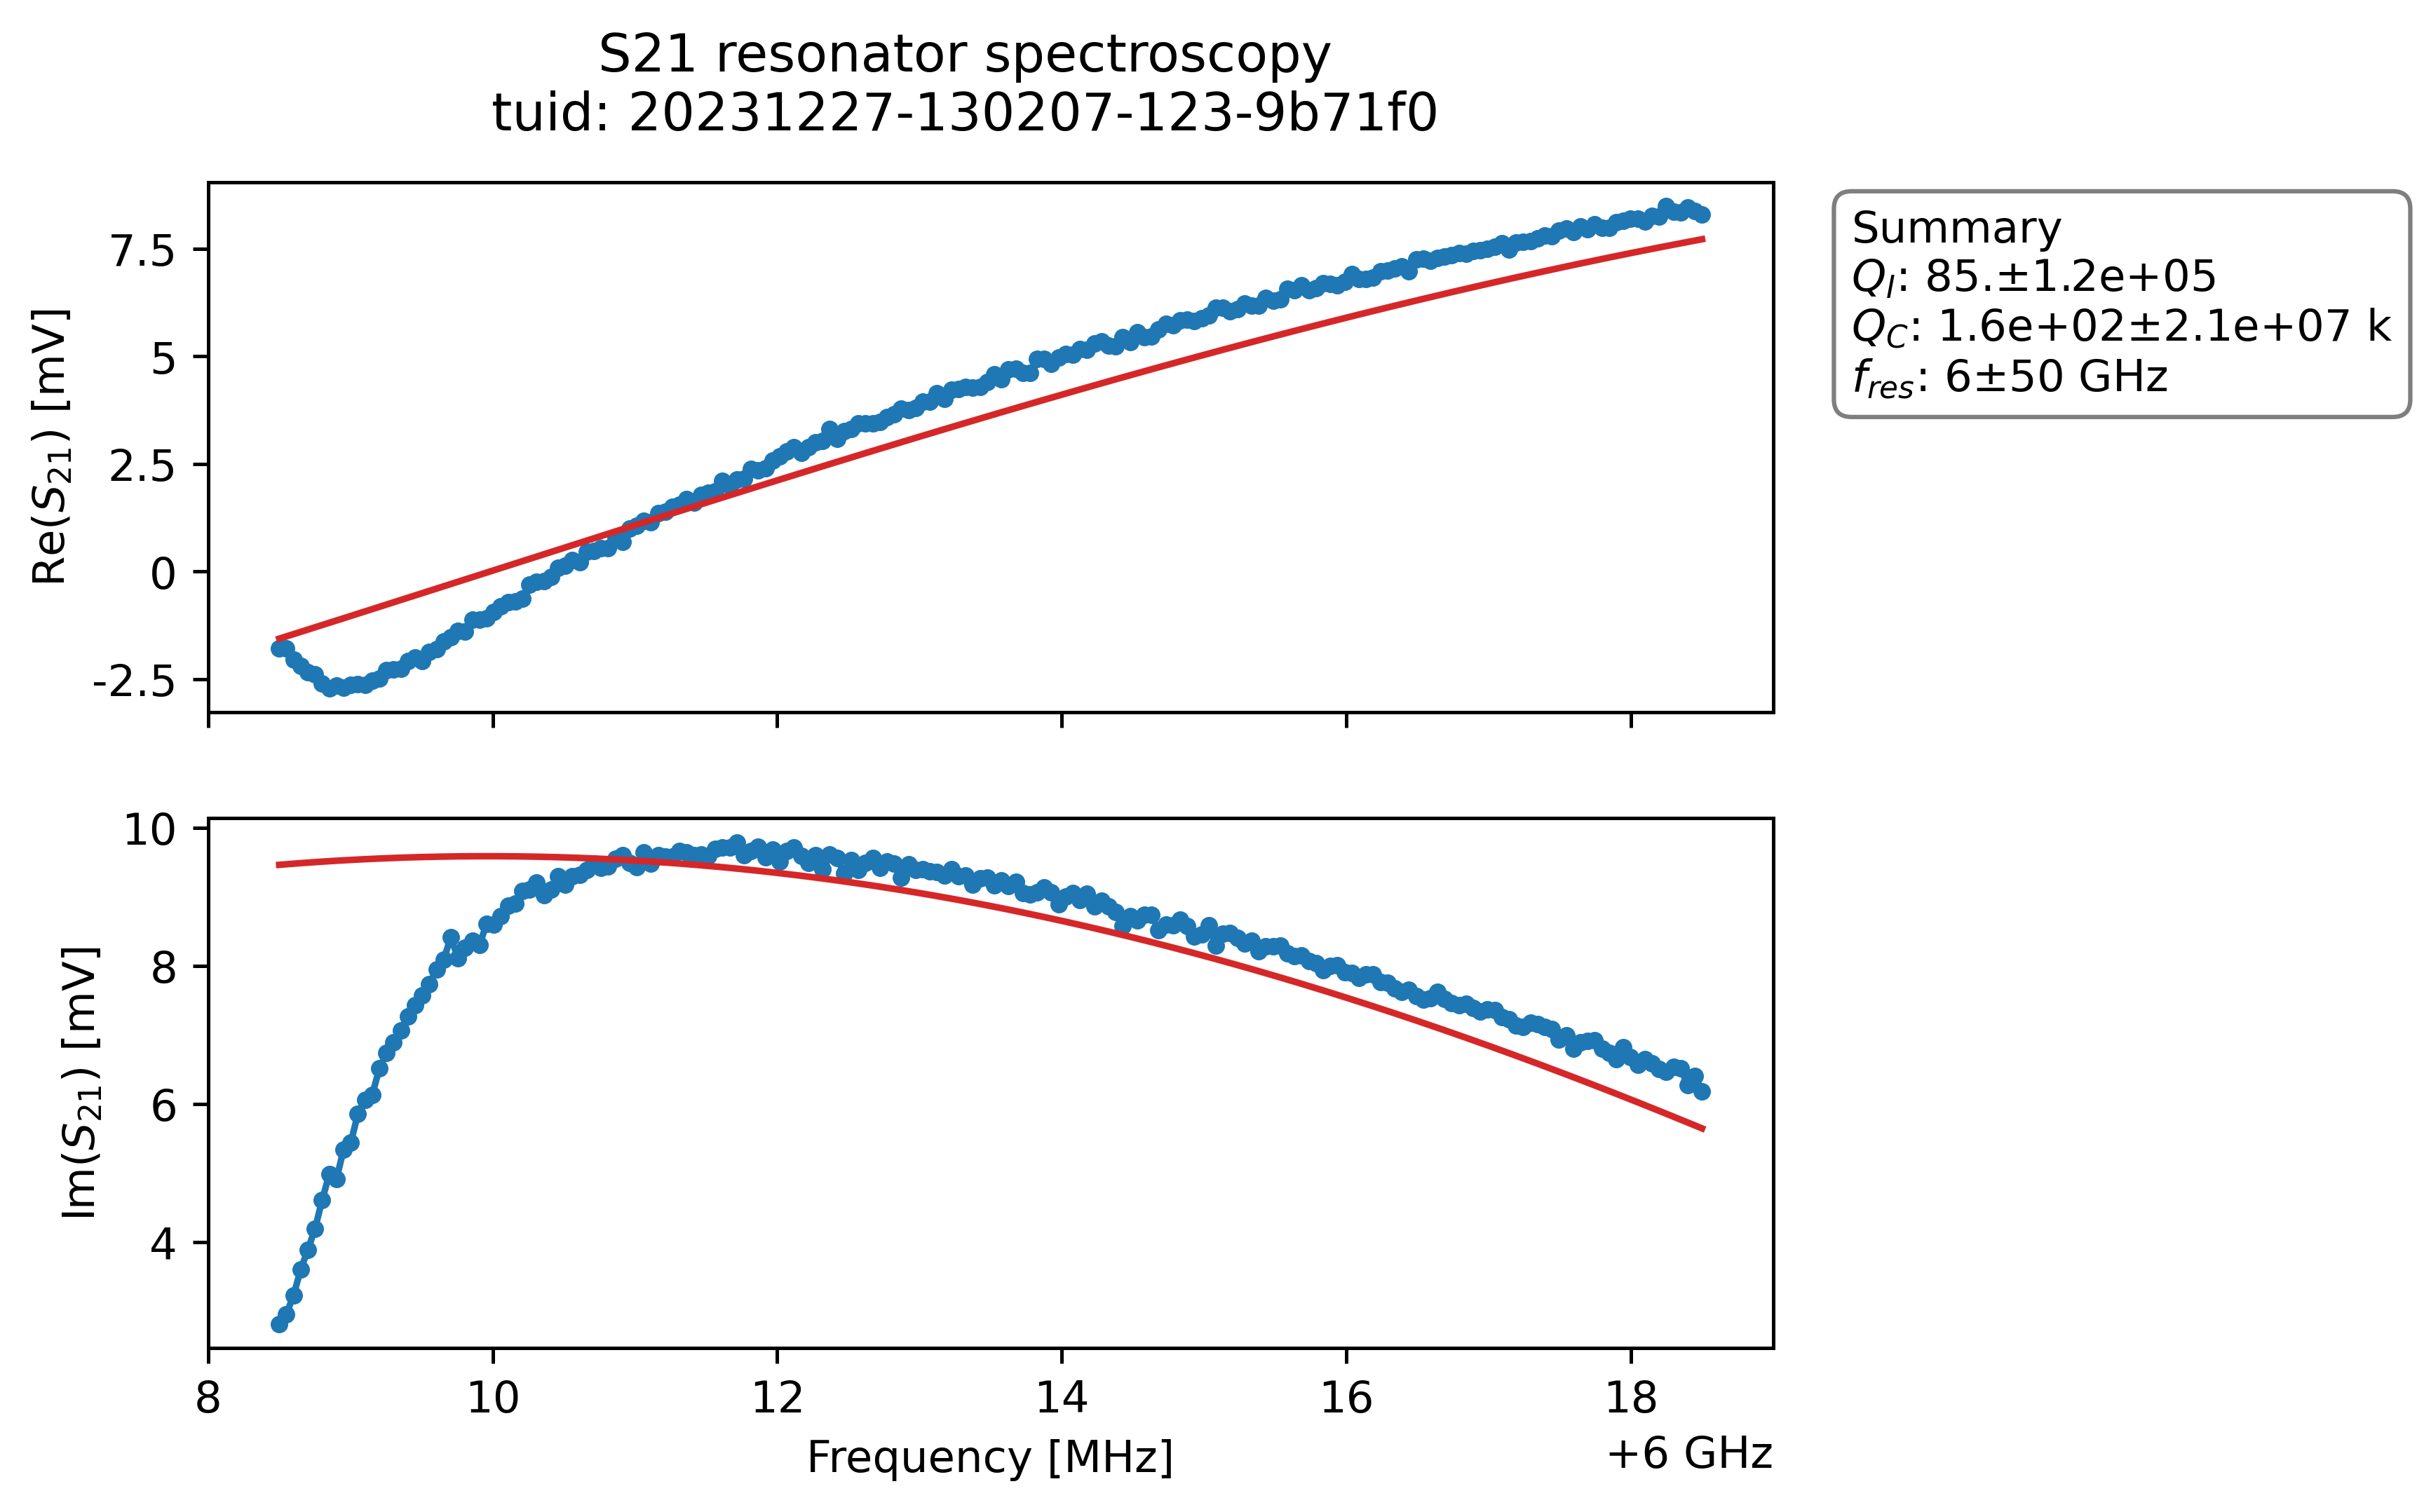 S21 resonator spectroscopy
tuid: 20231227-130207-123-9b71f0
Re(S₂₁) [mV]
7.5
5
2.5
0
-2.5
Summary
Qₗ: 85.±1.2e+05
Q_C: 1.6e+02±2.1e+07 k
f_res: 6±50 GHz
Im(S₂₁) [mV]
10
8
6
4
8 10 12 14 16 18
Frequency [MHz]
+6 GHz